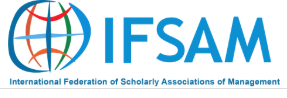 IFSAM
International Federation of Scholarly Associations of Management